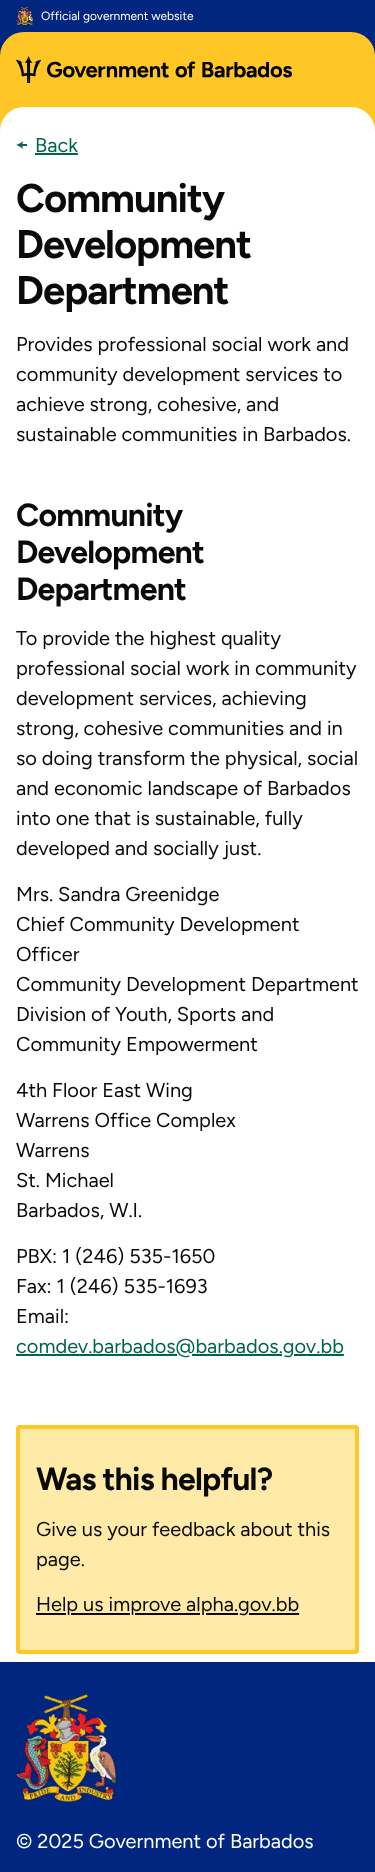 Official government website
Government of Barbados
← Back
Community
Development
Department
Provides professional social work and
community development services to
achieve strong, cohesive, and
sustainable communities in Barbados.
Community
Development
Department
To provide the highest quality
professional social work in community
development services, achieving
strong, cohesive communities and in
so doing transform the physical, social
and economic landscape of Barbados
into one that is sustainable, fully
developed and socially just.
Mrs. Sandra Greenidge
Chief Community Development
Officer
Community Development Department
Division of Youth, Sports and
Community Empowerment
4th Floor East Wing
Warrens Office Complex
Warrens
St. Michael
Barbados, W.I.
PBX: 1 (246) 535-1650
Fax: 1 (246) 535-1693
Email:
comdev.barbados@barbados.gov.bb
Was this helpful?
Give us your feedback about this
page.
Help us improve alpha.gov.bb
PRIDE AND INDUSTRY
© 2025 Government of Barbados